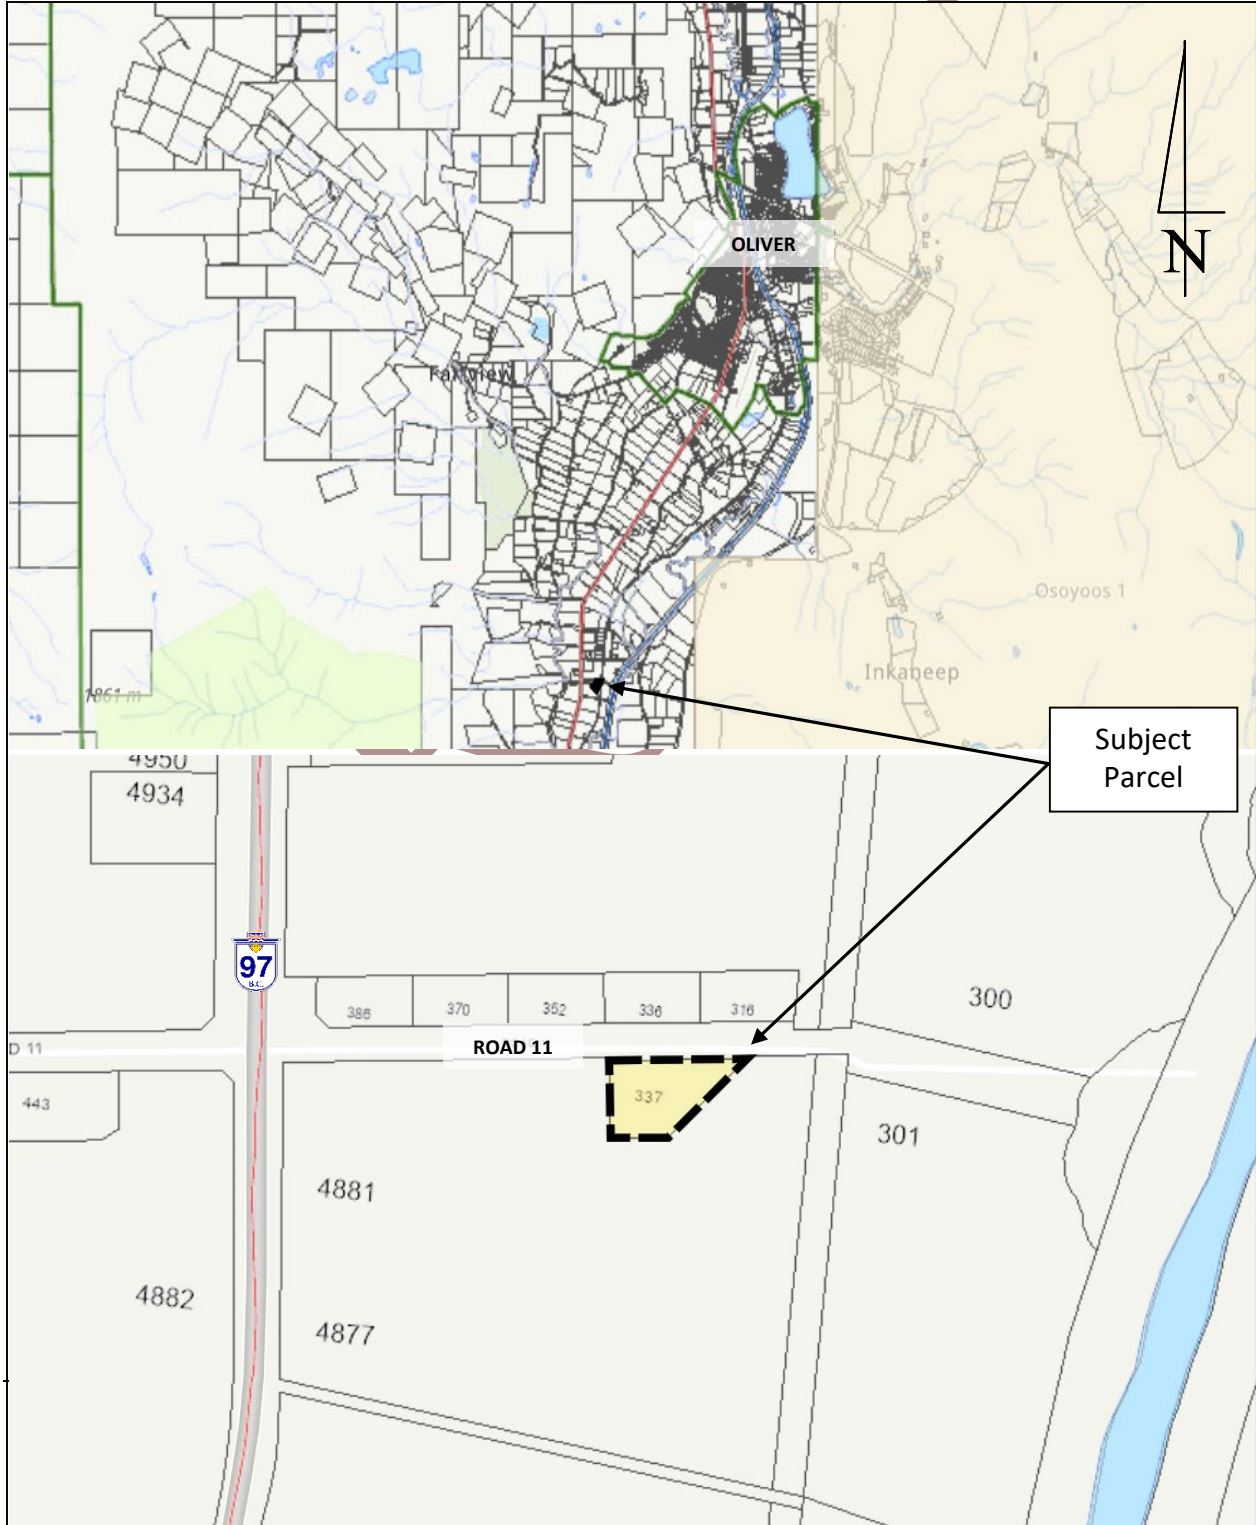 OLIVER
N
Fairview
Osoyoos 1
Inkaneep
1861 m
Subject
Parcel
4950
4934
97
B.C.
386
370
352
336
316
300
D 11
ROAD 11
443
337
301
4881
4882
4877